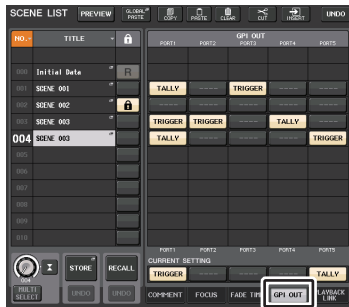 SCENE LIST PREVIEW GLOBAL PASTE COPY PASTE CLEAR CUT INSERT UNDO
NO. TITLE GPI OUT
PORT1 PORT2 PORT3 PORT4 PORT5
000 Initial Data R
001 SCENE 001 TALLY ---- TRIGGER ---- ----
002 SCENE 002 ---- ---- ---- ---- ----
003 SCENE 003 TRIGGER TRIGGER ---- TALLY ----
004 SCENE 003 TALLY ---- ---- ---- TRIGGER
005
006
007
008
009
010
PORT1 PORT2 PORT3 PORT4 PORT5
CURRENT SETTING
TRIGGER ---- ---- ---- TALLY
004 STORE RECALL
MULTI SELECT UNDO UNDO
COMMENT FOCUS FADE TIM GPI OUT LAYBACK LINK